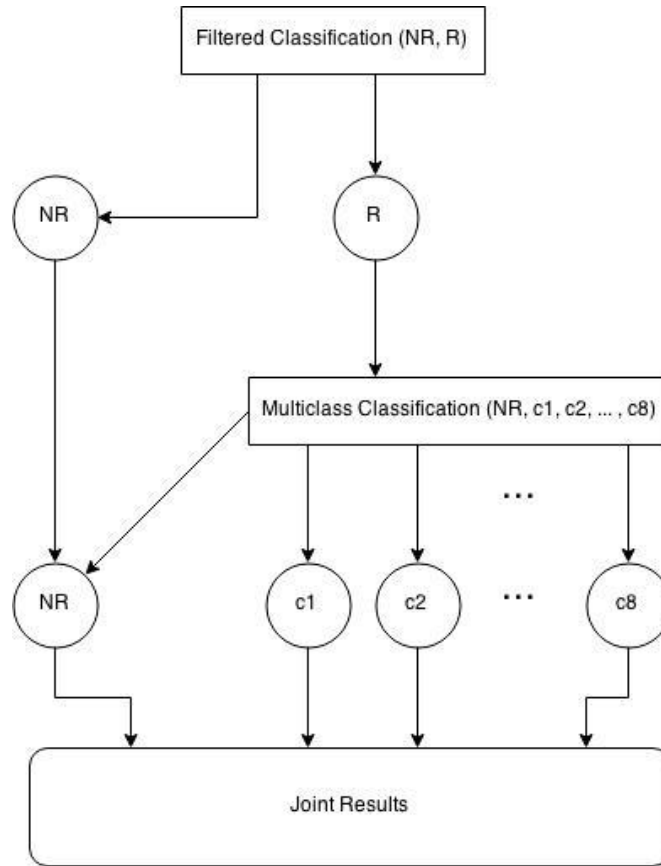 Filtered Classification (NR, R)
NR
R
Multiclass Classification (NR, c1, c2, ... , c8)
...
NR
c1
c2
...
c8
Joint Results